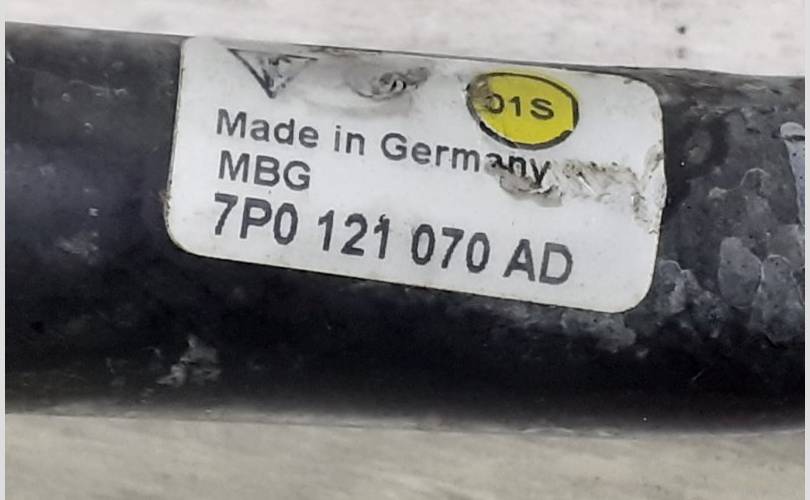 01S
Made in Germany
MBG
7P0 121 070 AD